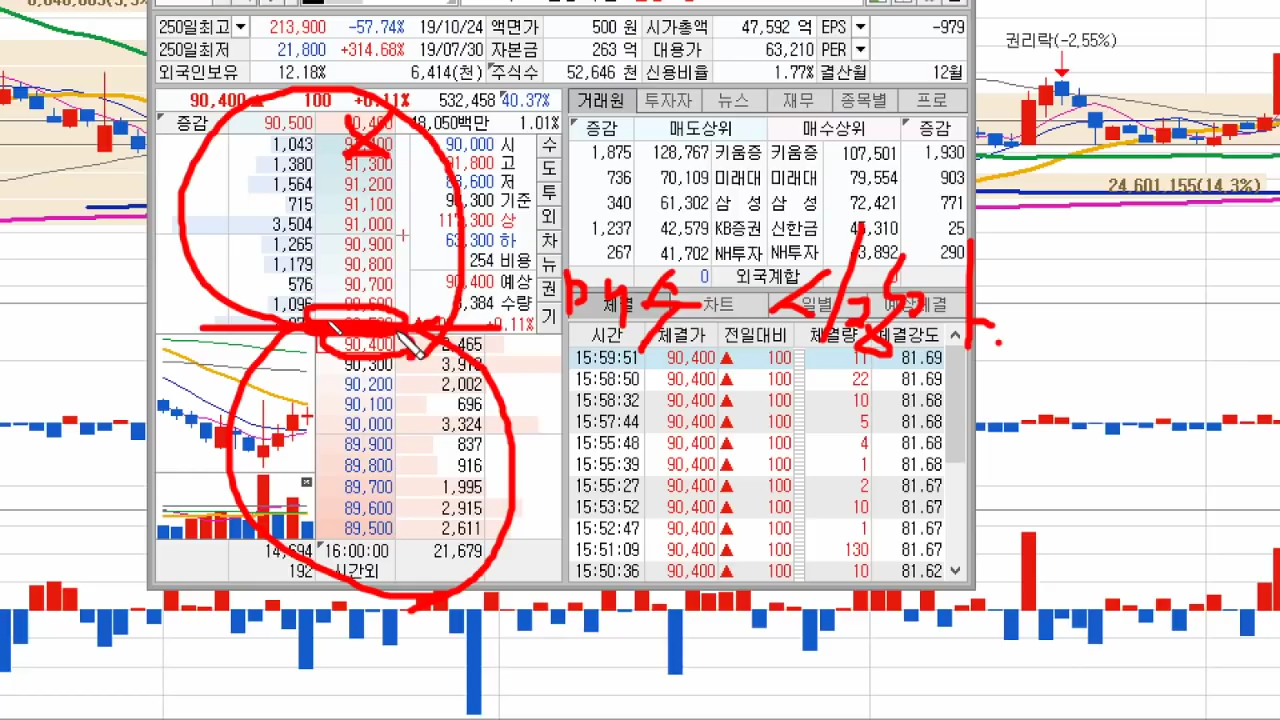 250일최고 213,900 -57.74% 19/10/24 액면가 500 원 시가총액 47,592 억 EPS -979
250일최저 21,800 +314.68% 19/07/30 자본금 263 억 대용가 63,210 PER
외국인보유 12.18% 6,414(천) 주식수 52,646 천 신용비율 1.77% 결산월 12월
권리락(-2,55%)
24,601,155(14,3%)
90,400 100 +0.11% 532,458 40.37%
증감 90,500 90,400 48,050백만 1.01%
1,043 90,000 시 수
1,380 91,300 91,800 고 도
1,564 91,200 저 투
715 91,100 기준
3,504 91,000 상 외
1,265 90,900 하 차
1,179 90,800 254 비용 뉴
576 90,700 90,400 예상 권
1,096 수량 기
90,400 2,465
90,300
90,200 2,002
90,100 696
90,000 3,324
89,900 837
89,800 916
89,700 1,995
89,600 2,915
89,500 2,611
14,694 16:00:00 21,679
192 시간외
거래원 투자자 뉴스 재무 종목별 프로
증감 매도상위 매수상위 증감
1,875 128,767 키움증 키움증 107,501 1,930
736 70,109 미래대 미래대 79,554 903
340 61,302 삼 성 삼 성 72,421 771
1,237 42,579 KB증권 신한금 25
267 41,702 NH투자 NH투자 290
0 외국계합
체결 차트 일별
시간 체결가 전일대비 체결량 체결강도
15:59:51 90,400 ▲ 100 11 81.69
15:58:50 90,400 ▲ 100 22 81.69
15:58:32 90,400 ▲ 100 10 81.68
15:57:44 90,400 ▲ 100 5 81.68
15:55:48 90,400 ▲ 100 4 81.68
15:55:39 90,400 ▲ 100 1 81.68
15:55:27 90,400 ▲ 100 2 81.67
15:53:52 90,400 ▲ 100 10 81.67
15:52:47 90,400 ▲ 100 1 81.67
15:51:09 90,400 ▲ 100 130 81.67
15:50:36 90,400 ▲ 100 10 81.62